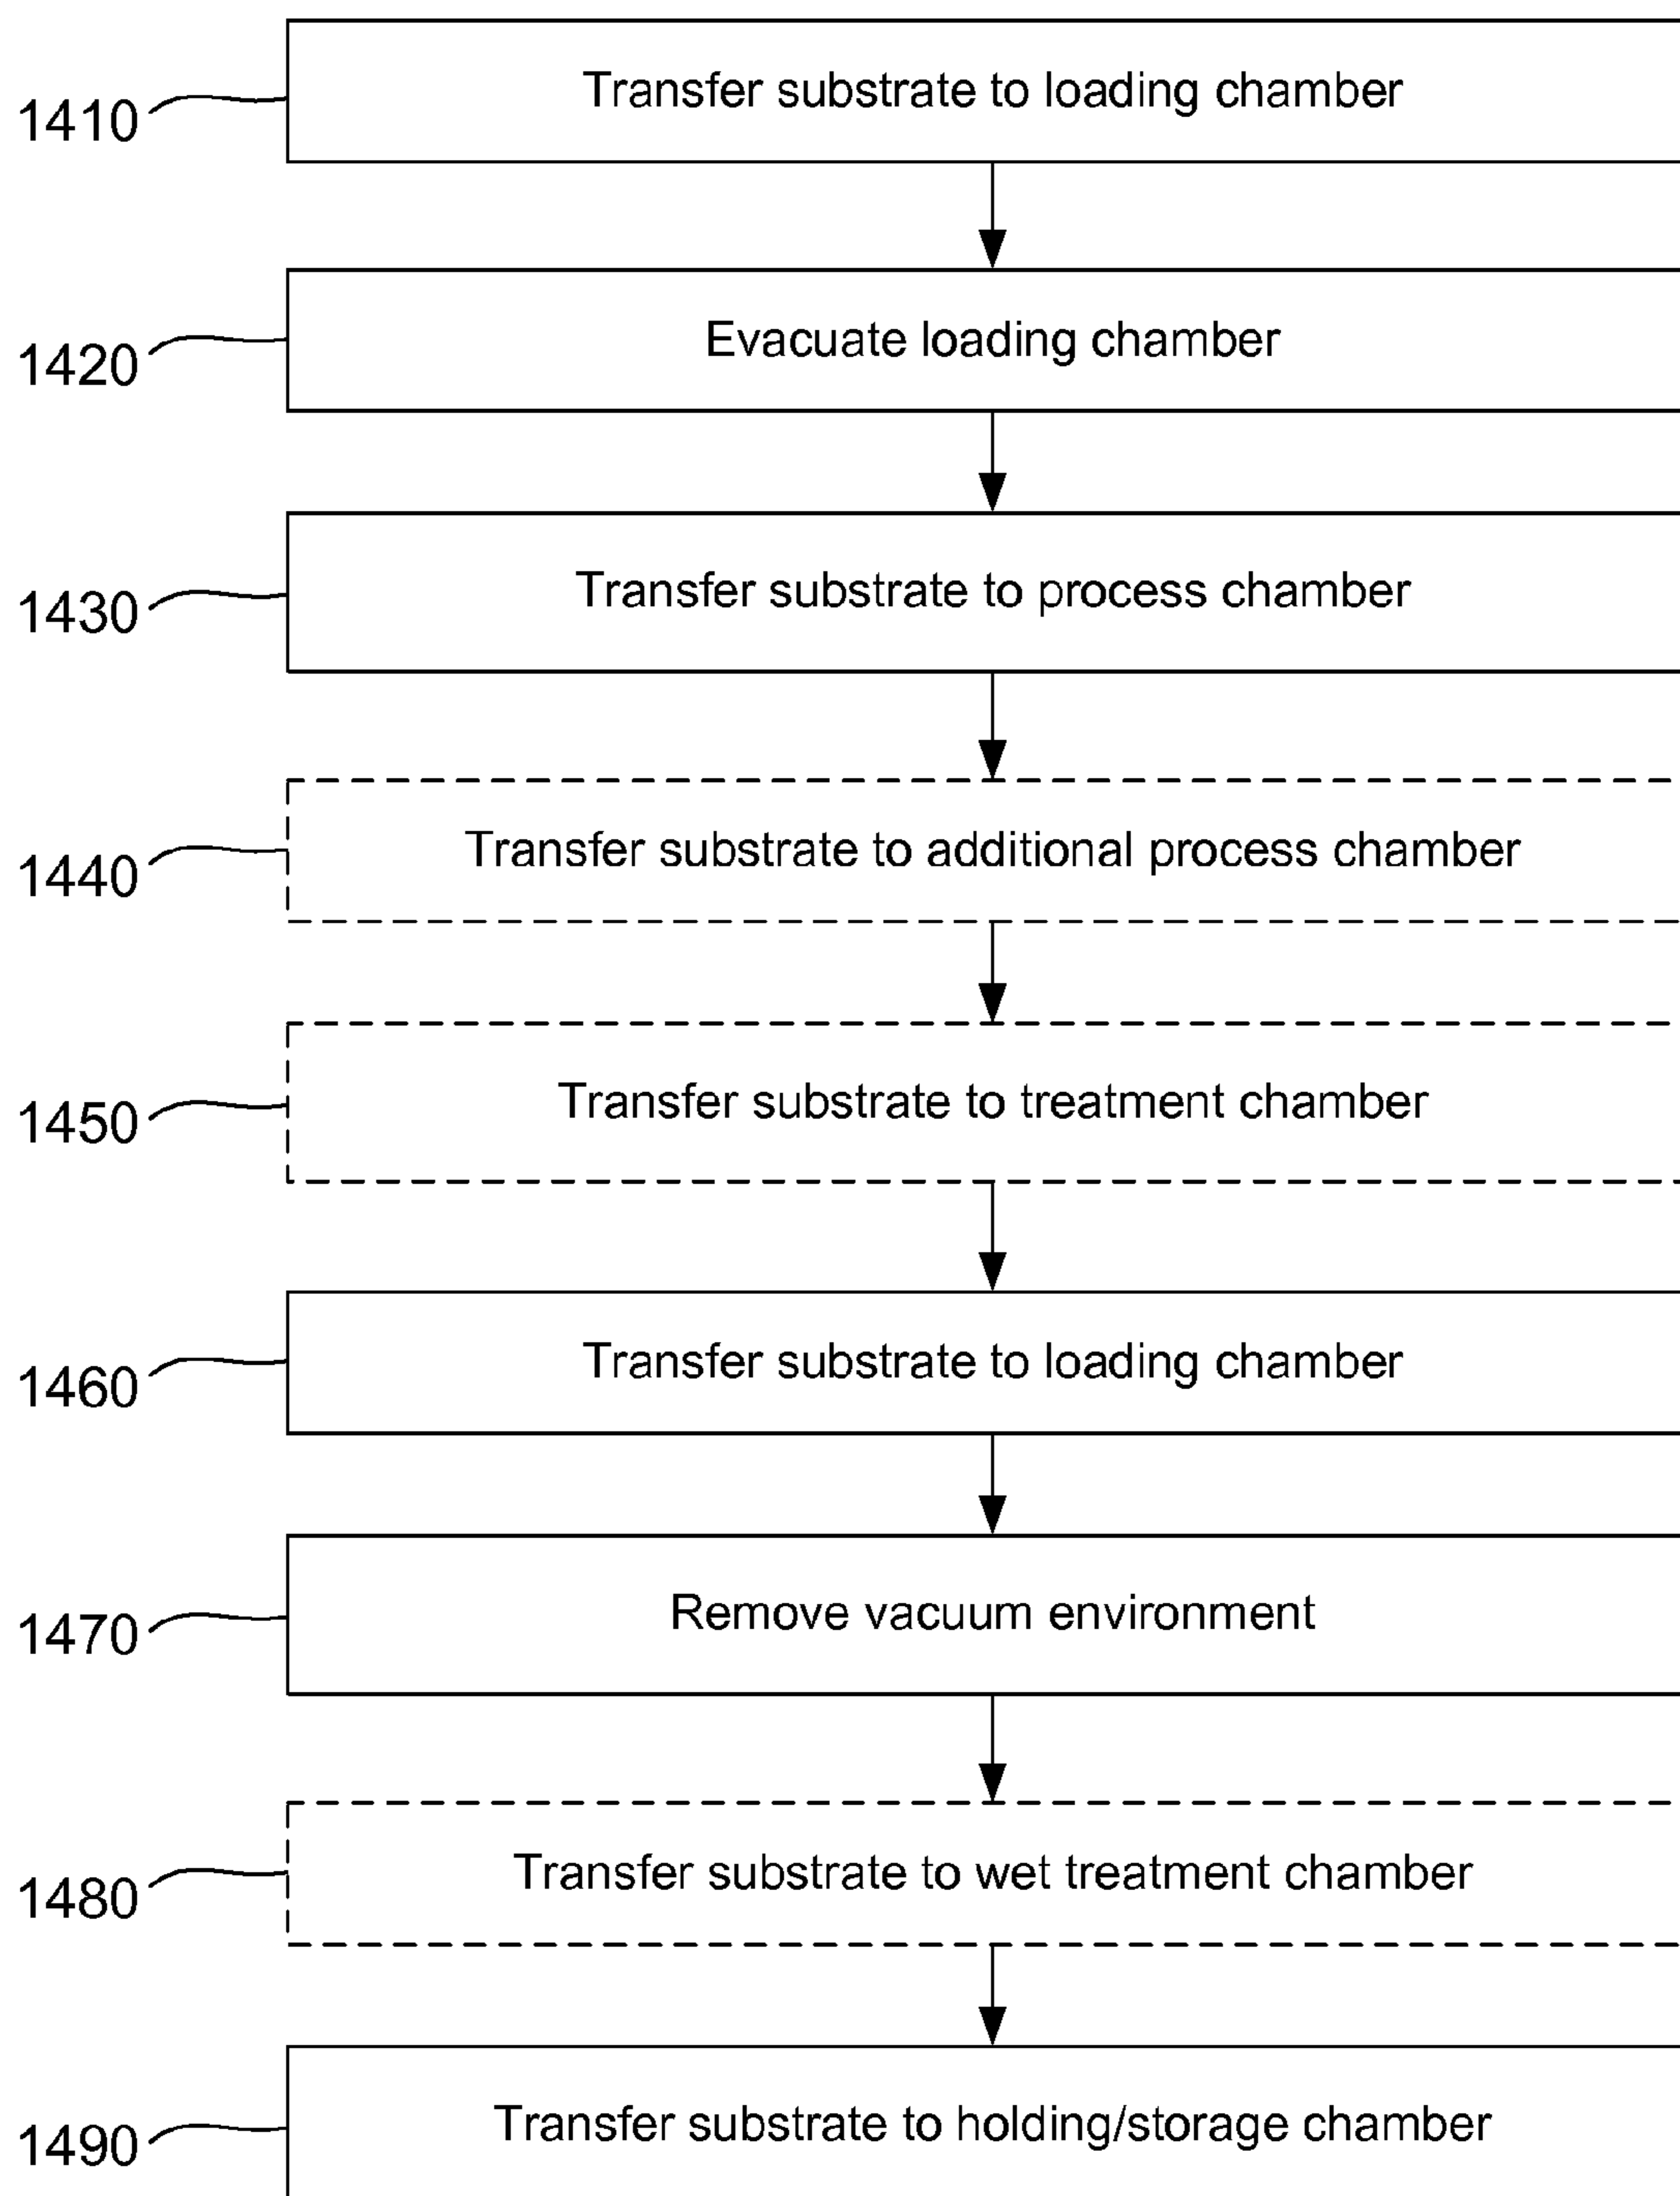 1410 Transfer substrate to loading chamber
1420 Evacuate loading chamber
1430 Transfer substrate to process chamber
1440 Transfer substrate to additional process chamber
1450 Transfer substrate to treatment chamber
1460 Transfer substrate to loading chamber
1470 Remove vacuum environment
1480 Transfer substrate to wet treatment chamber
1490 Transfer substrate to holding/storage chamber